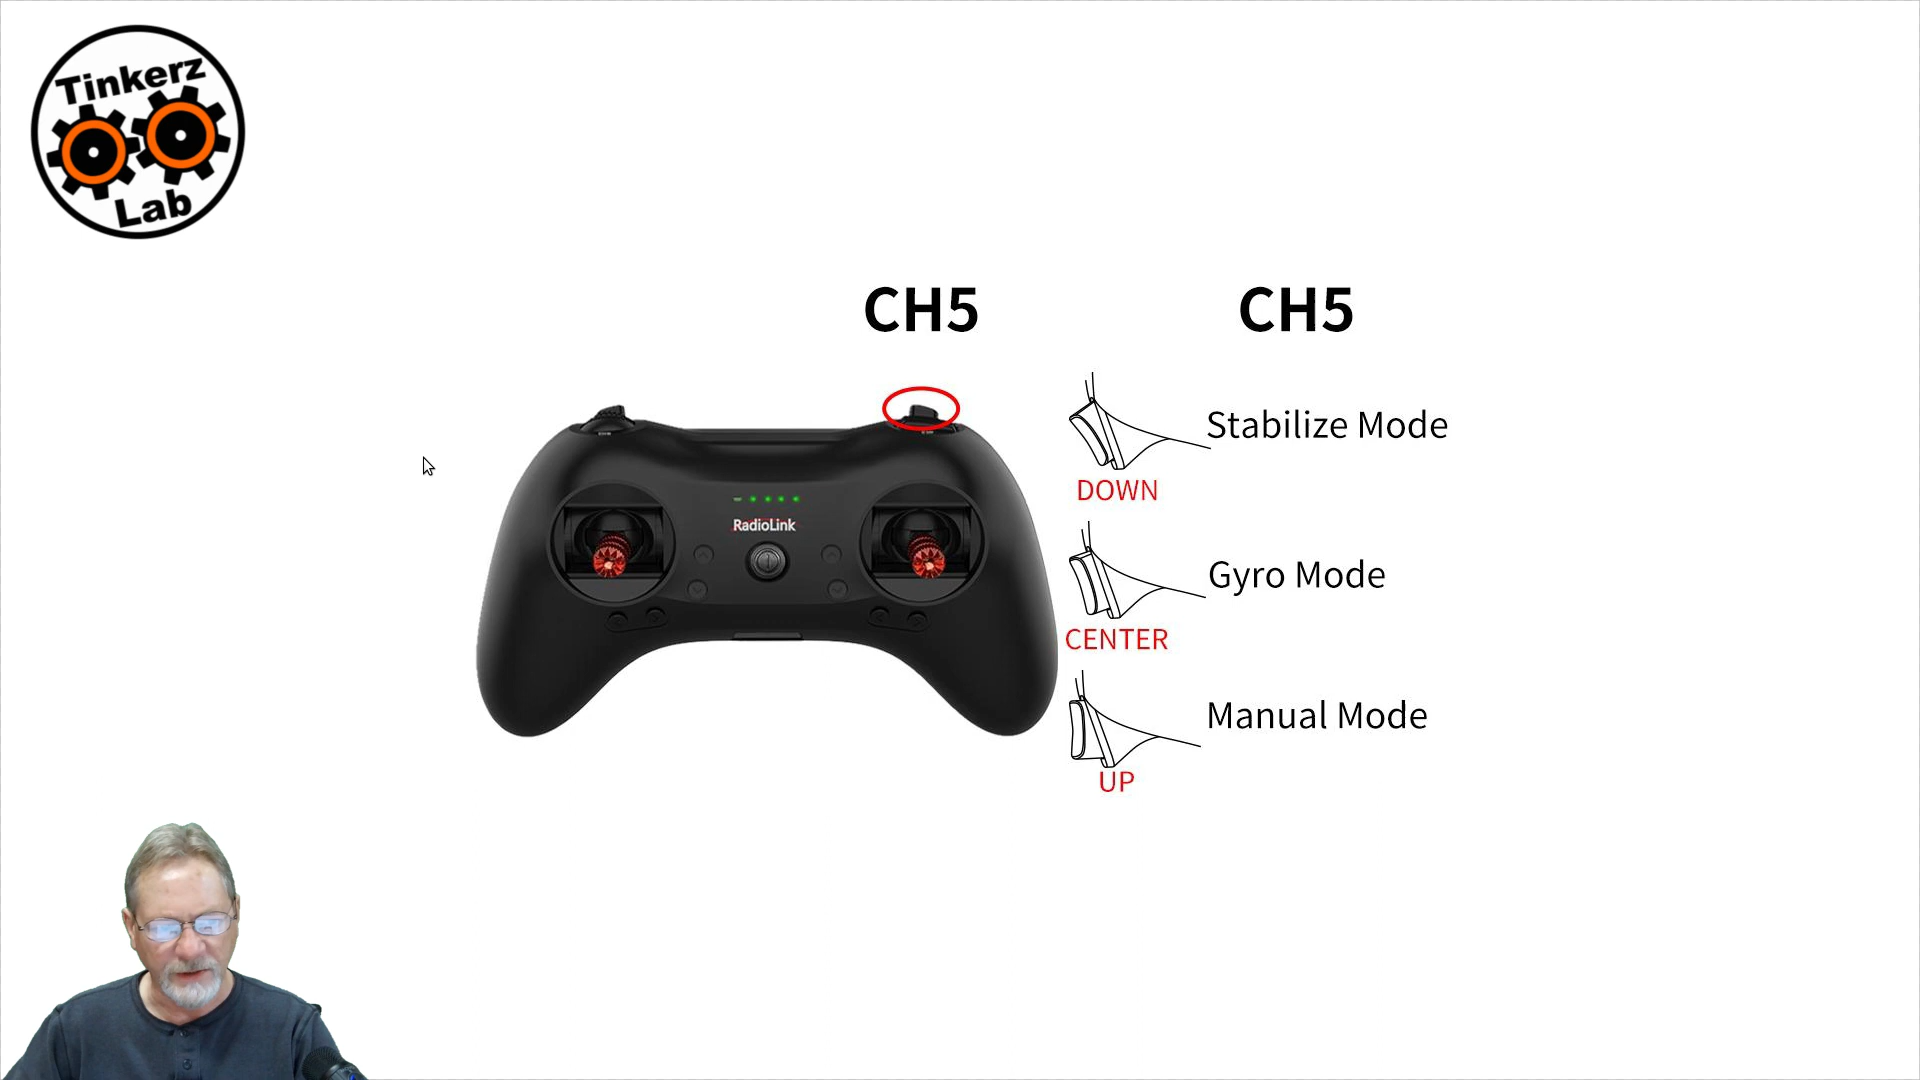 Tinkerz
Lab
CH5
CH5
Stabilize Mode
DOWN
RadioLink
Gyro Mode
CENTER
Manual Mode
UP